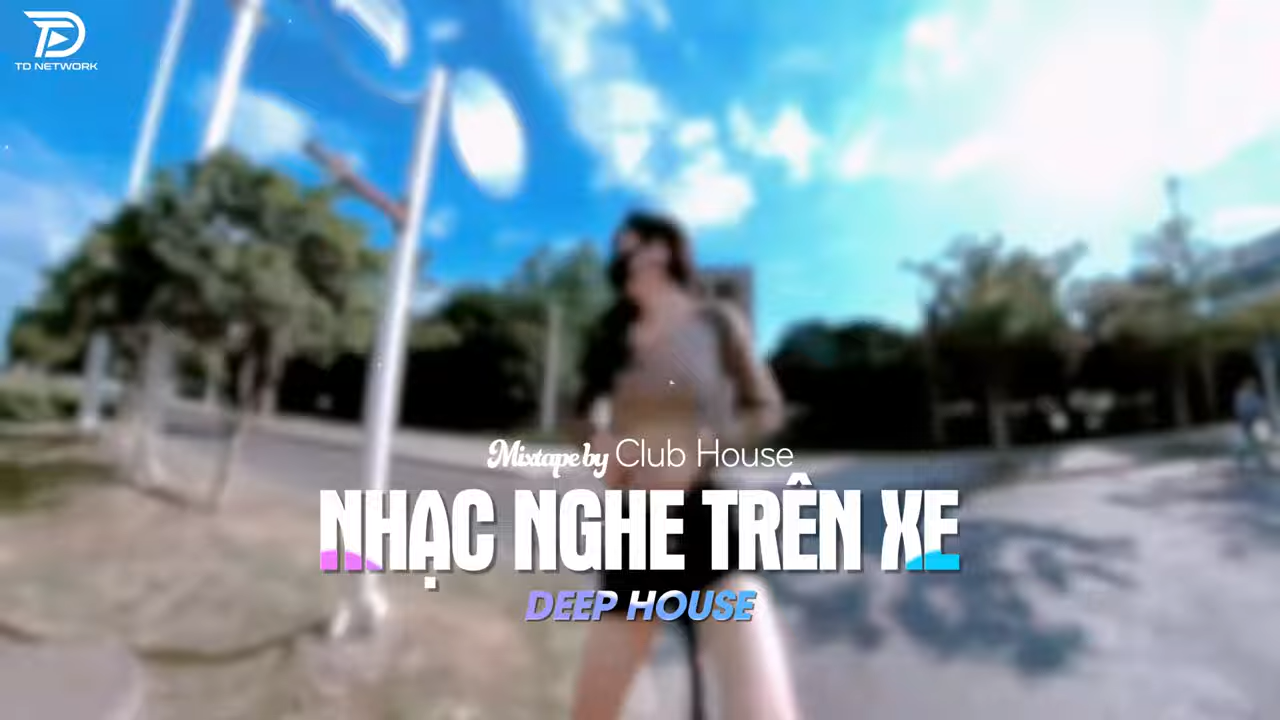 TD NETWORK
Mixtape by Club House
NHẠC NGHE TRÊN XE
DEEP HOUSE